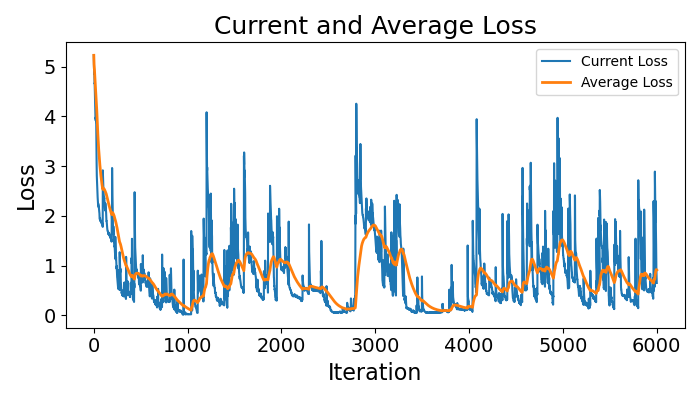 Current and Average Loss
Current Loss
Average Loss
Loss
5
4
3
2
1
0
0 1000 2000 3000 4000 5000 6000
Iteration